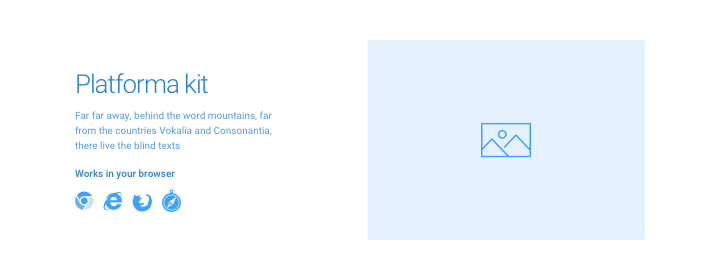 Platforma kit
Far far away, behind the word mountains, far
from the countries Vokalia and Consonantia,
there live the blind texts
Works in your browser